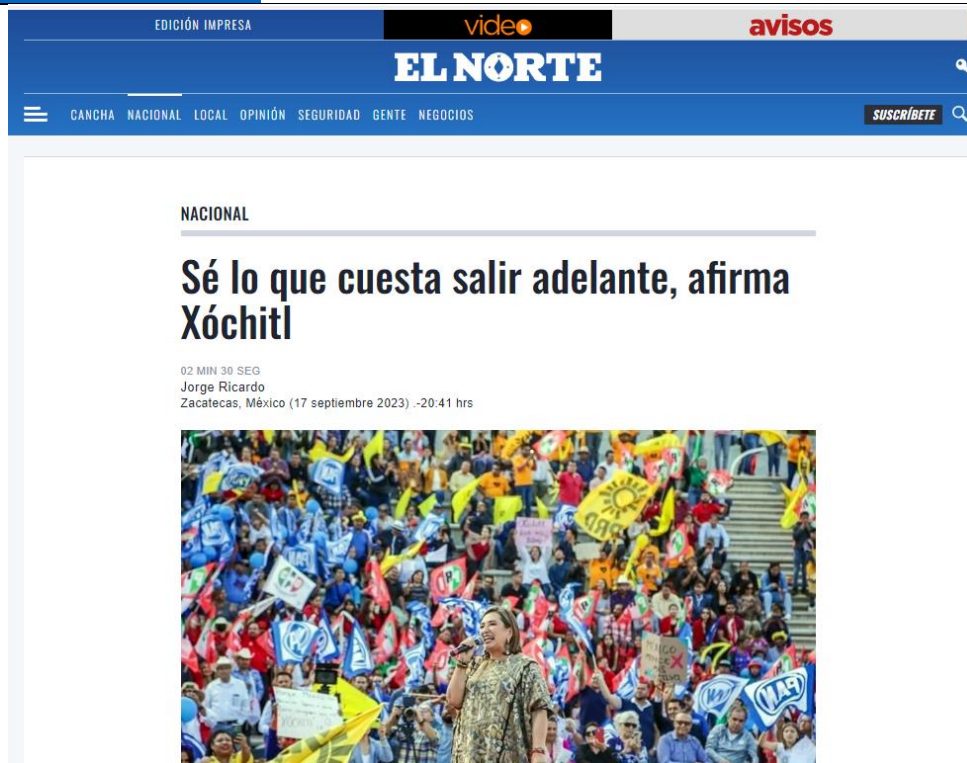 EDICIÓN IMPRESA
video
avisos
EL NORTE
CANCHA NACIONAL LOCAL OPINIÓN SEGURIDAD GENTE NEGOCIOS
SUSCRÍBETE
NACIONAL
Sé lo que cuesta salir adelante, afirma
Xóchitl
02 MIN 30 SEG
Jorge Ricardo
Zacatecas, México (17 septiembre 2023) .-20:41 hrs
PAN
PRD
PRI
PAN